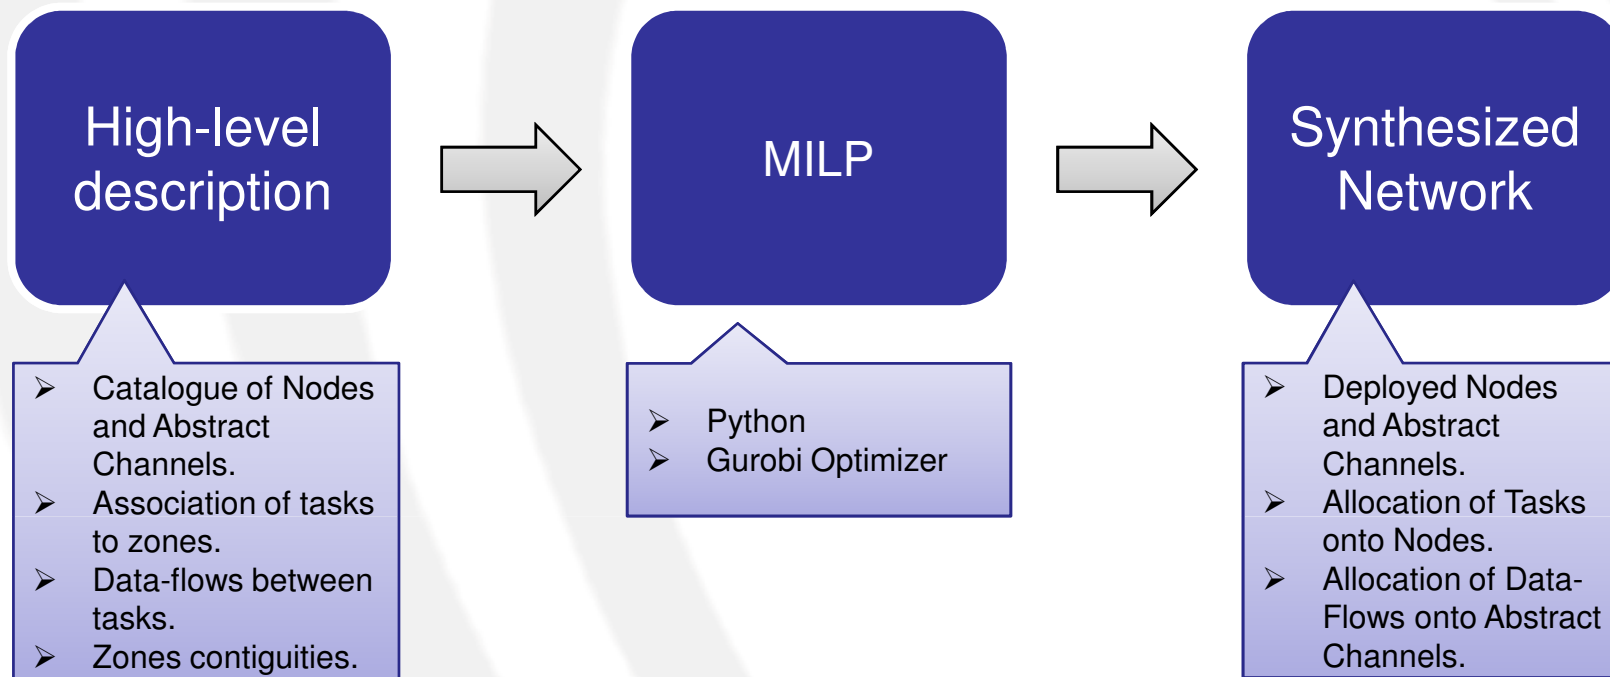 High-level
description
MILP
Synthesized
Network
➢ Catalogue of Nodes
and Abstract
Channels.
➢ Association of tasks
to zones.
➢ Data-flows between
tasks.
➢ Zones contiguities.
➢ Python
➢ Gurobi Optimizer
➢ Deployed Nodes
and Abstract
Channels.
➢ Allocation of Tasks
onto Nodes.
➢ Allocation of Data-
Flows onto Abstract
Channels.